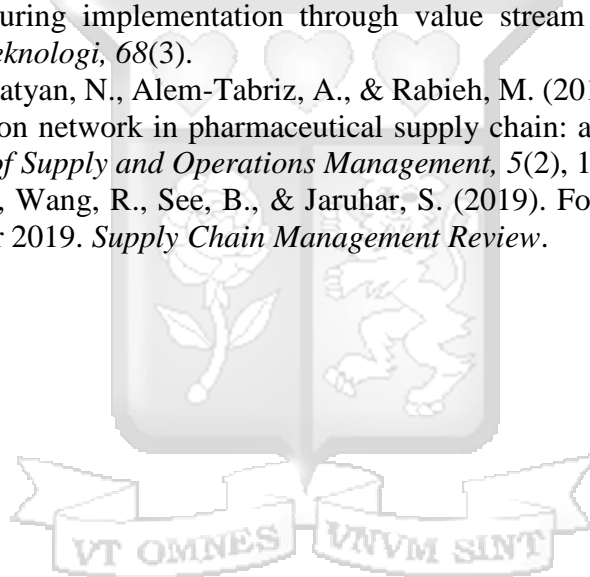 uring implementation through value stream
eknologi, 68(3).
atyan, N., Alem-Tabriz, A., & Rabieh, M. (201
on network in pharmaceutical supply chain: a
of Supply and Operations Management, 5(2), 1
, Wang, R., See, B., & Jaruhar, S. (2019). Fo
r 2019. Supply Chain Management Review.
VT OMNES VNVM SINT